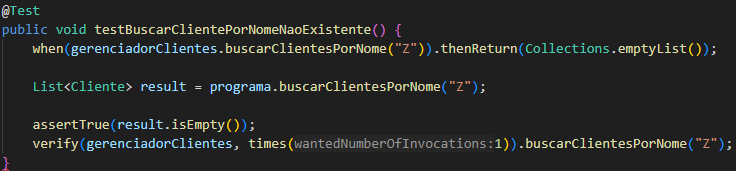 @Test
public void testBuscarClientePorNomeNaoExistente() {
    when(gerenciadorClientes.buscarClientesPorNome("Z")).thenReturn(Collections.emptyList());

    List<Cliente> result = programa.buscarClientesPorNome("Z");

    assertTrue(result.isEmpty());
    verify(gerenciadorClientes, times(wantedNumberOfInvocations:1)).buscarClientesPorNome("Z");
}